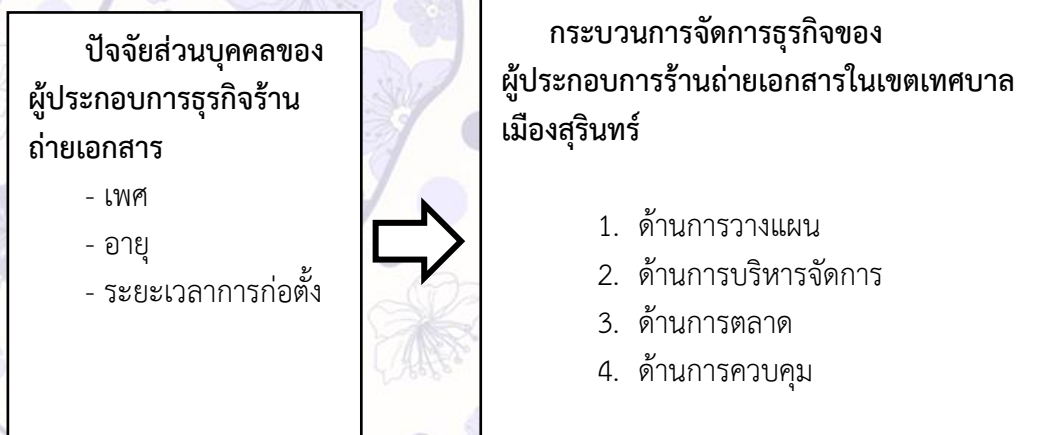 ปัจจัยส่วนบุคคลของ
ผู้ประกอบการธุรกิจร้าน
ถ่ายเอกสาร
- เพศ
- อายุ
- ระยะเวลาการก่อตั้ง
กระบวนการจัดการธุรกิจของ
ผู้ประกอบการร้านถ่ายเอกสารในเขตเทศบาล
เมืองสุรินทร์
1. ด้านการวางแผน
2. ด้านการบริหารจัดการ
3. ด้านการตลาด
4. ด้านการควบคุม